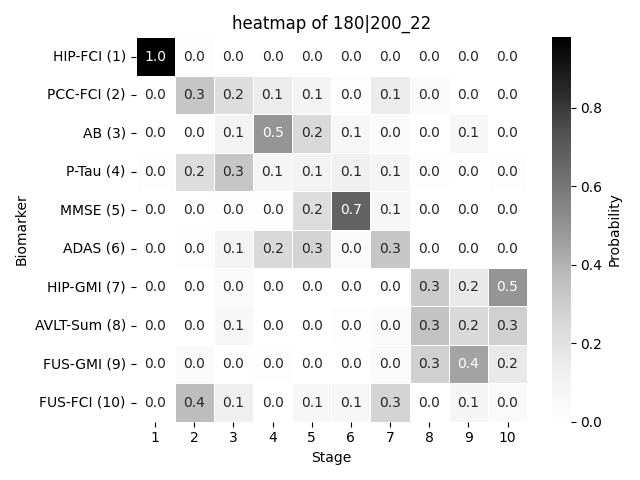 heatmap of 180|200_22
HIP-FCI (1) 1.0 0.0 0.0 0.0 0.0 0.0 0.0 0.0 0.0 0.0
PCC-FCI (2) 0.0 0.3 0.2 0.1 0.1 0.0 0.1 0.0 0.0 0.0
AB (3) 0.0 0.0 0.1 0.5 0.2 0.1 0.0 0.0 0.1 0.0
P-Tau (4) 0.0 0.2 0.3 0.1 0.1 0.1 0.1 0.0 0.0 0.0
MMSE (5) 0.0 0.0 0.0 0.0 0.2 0.7 0.1 0.0 0.0 0.0
ADAS (6) 0.0 0.0 0.1 0.2 0.3 0.0 0.3 0.0 0.0 0.0
HIP-GMI (7) 0.0 0.0 0.0 0.0 0.0 0.0 0.0 0.3 0.2 0.5
AVLT-Sum (8) 0.0 0.0 0.1 0.0 0.0 0.0 0.0 0.3 0.2 0.3
FUS-GMI (9) 0.0 0.0 0.0 0.0 0.0 0.0 0.0 0.3 0.4 0.2
FUS-FCI (10) 0.0 0.4 0.1 0.0 0.1 0.1 0.3 0.0 0.1 0.0
1 2 3 4 5 6 7 8 9 10
Stage
Biomarker
0.8
0.6
0.4
0.2
0.0
Probability